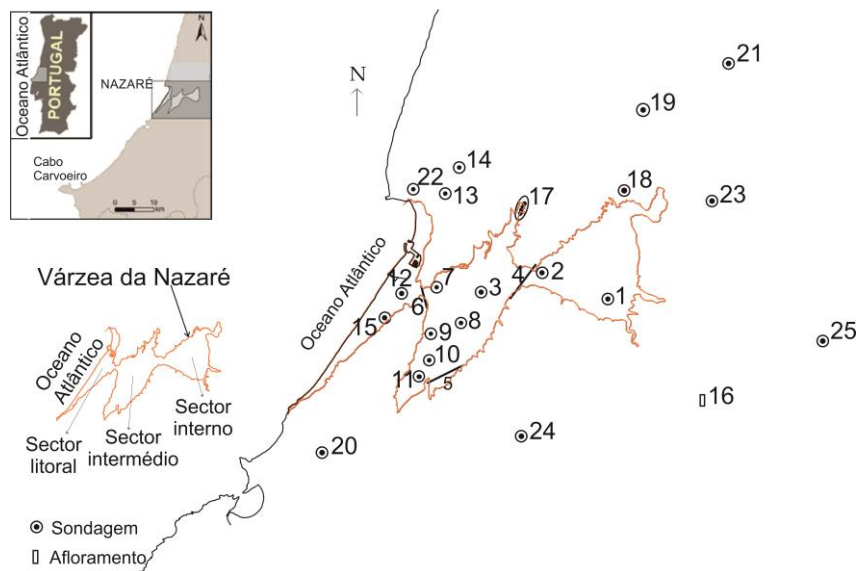 Oceano Atlântico
PORTUGAL
N
NAZARÉ
Cabo
Carvoeiro
0 5 10
km
N
21
19
14
22
13
17
18
23
12
7
3
4
2
1
6
15
9
8
10
11
5
25
16
24
20
Oceano Atlântico
Várzea da Nazaré
Oceano
Atlântico
Sector
interno
Sector
litoral
Sector
intermédio
Sondagem
Afloramento